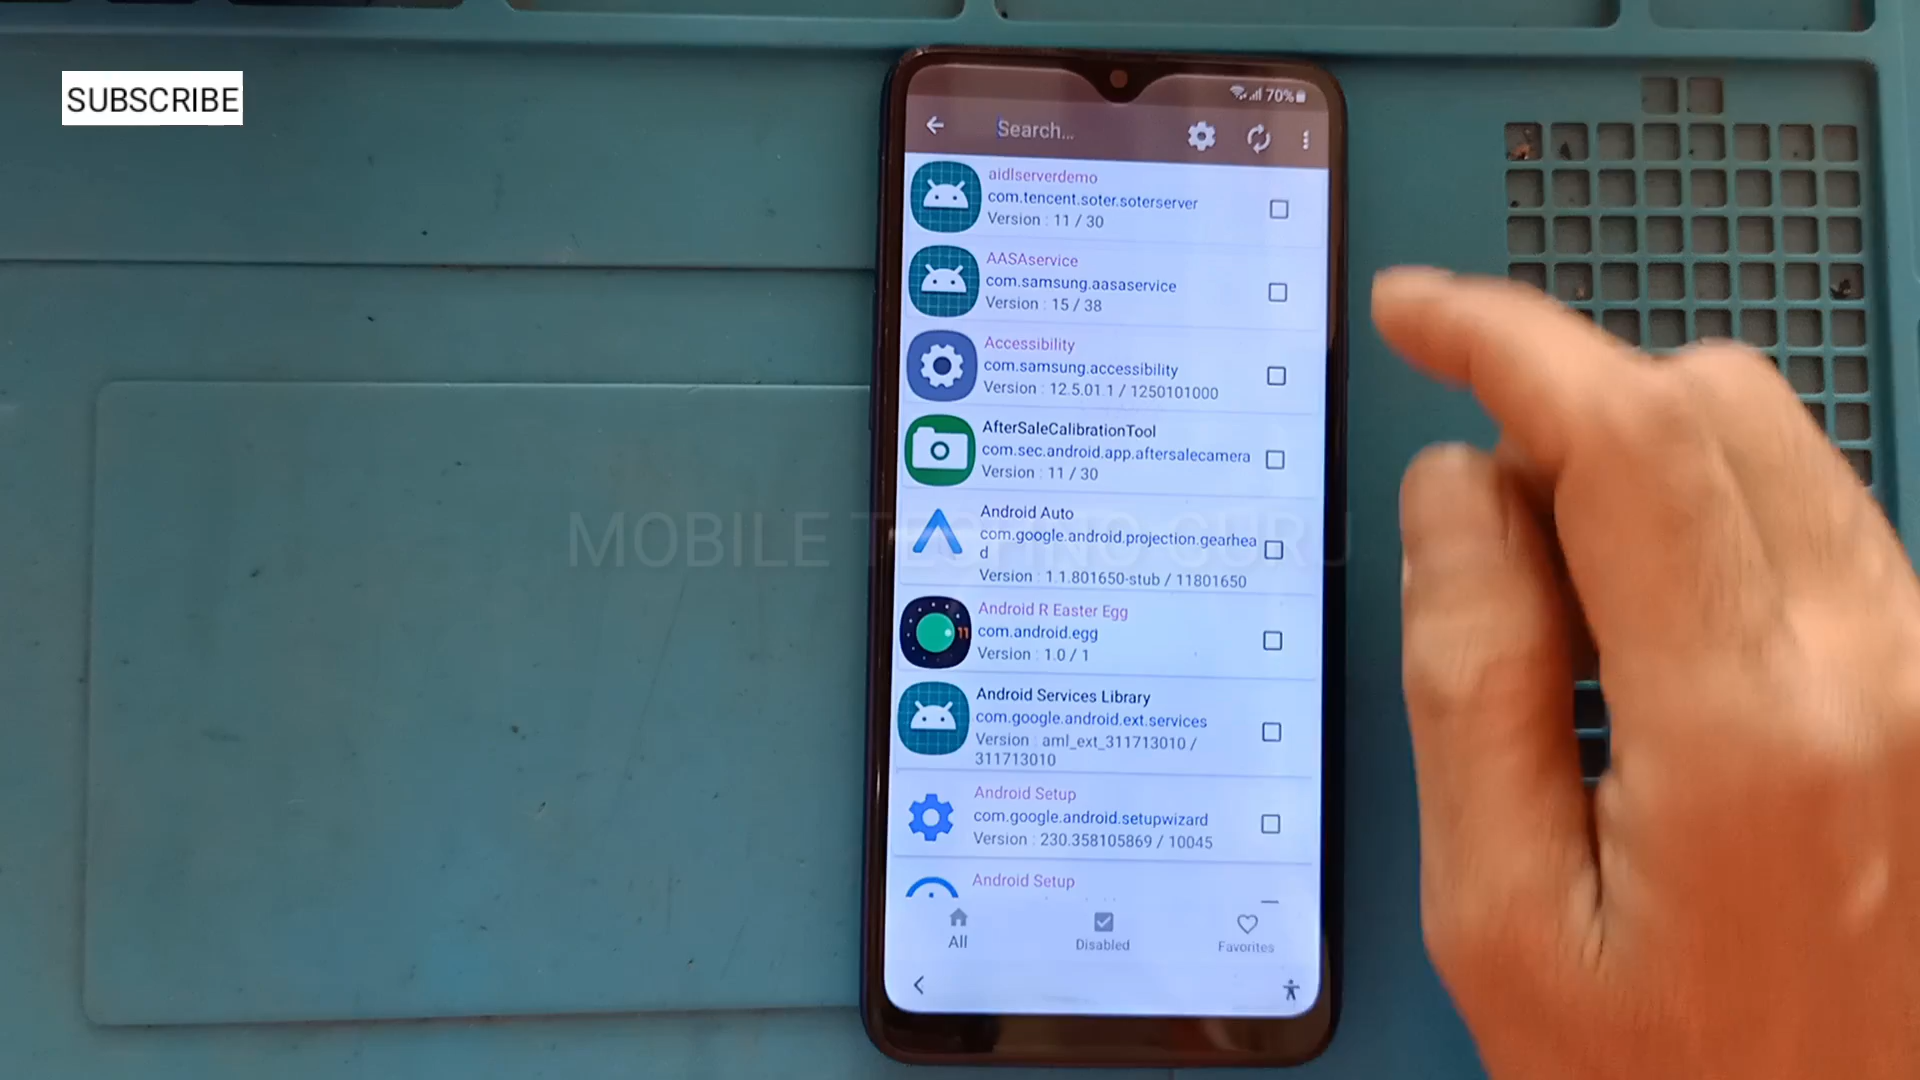 SUBSCRIBE
70%
Search...
aidlserverdemo
com.tencent.soter.soterserver
Version : 11 / 30
AASAservice
com.samsung.aasaservice
Version : 15 / 38
Accessibility
com.samsung.accessibility
Version : 12.5.01.1 / 1250101000
AfterSaleCalibrationTool
com.sec.android.app.aftersalecamera
Version : 11 / 30
Android Auto
com.google.android.projection.gearhea
d
Version : 1.1.801650-stub / 11801650
Android R Easter Egg
11
com.android.egg
Version : 1.0 / 1
Android Services Library
com.google.android.ext.services
Version : aml_ext_311713010 /
311713010
Android Setup
com.google.android.setupwizard
Version : 230.358105869 / 10045
Android Setup
All
Disabled
Favorites
MOBILE TECHNO GURU